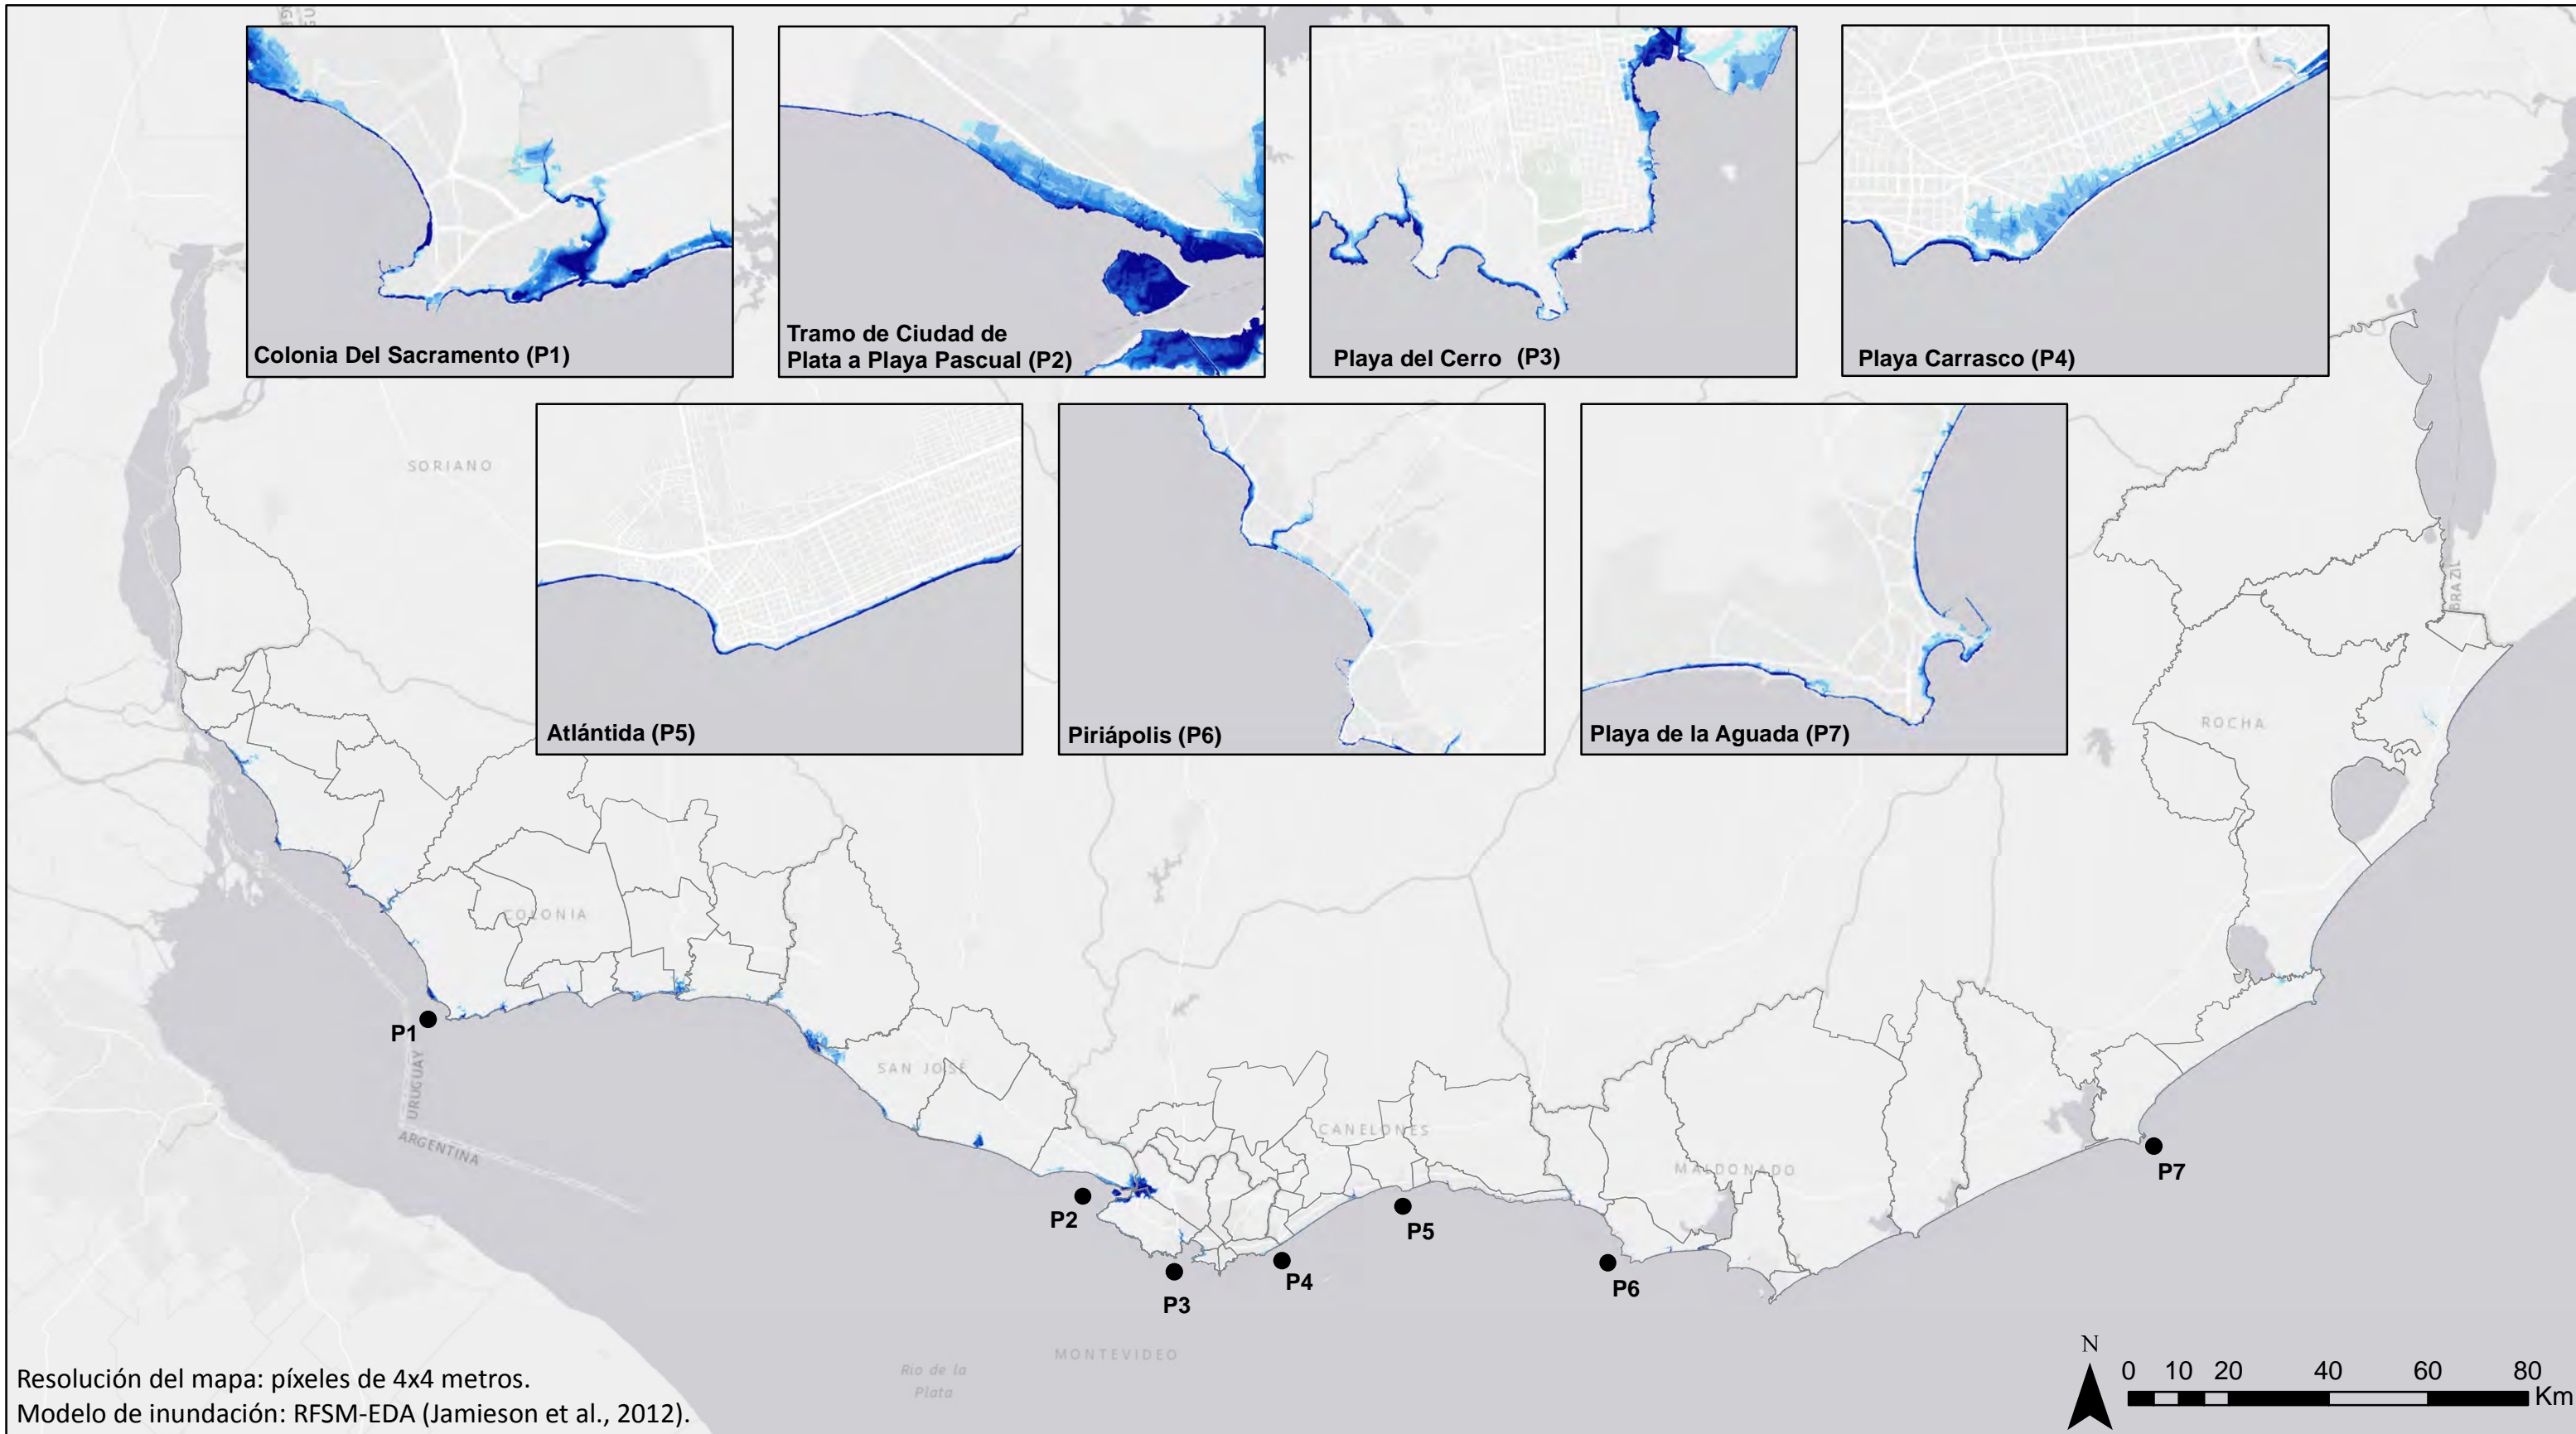 Colonia Del Sacramento (P1)
Tramo de Ciudad de
Plata a Playa Pascual (P2)
Playa del Cerro (P3)
Playa Carrasco (P4)
Atlántida (P5)
Piriápolis (P6)
Playa de la Aguada (P7)
SORIANO
BRAZIL
ROCHA
COLONIA
P1
URUGUAY
ARGENTINA
SAN JOSÉ
CANELONES
MALDONADO
P2
P3
P4
P5
P6
P7
MONTEVIDEO
Río de la
Plata
Resolución del mapa: píxeles de 4x4 metros.
Modelo de inundación: RFSM-EDA (Jamieson et al., 2012).
N
0 10 20 40 60 80
Km